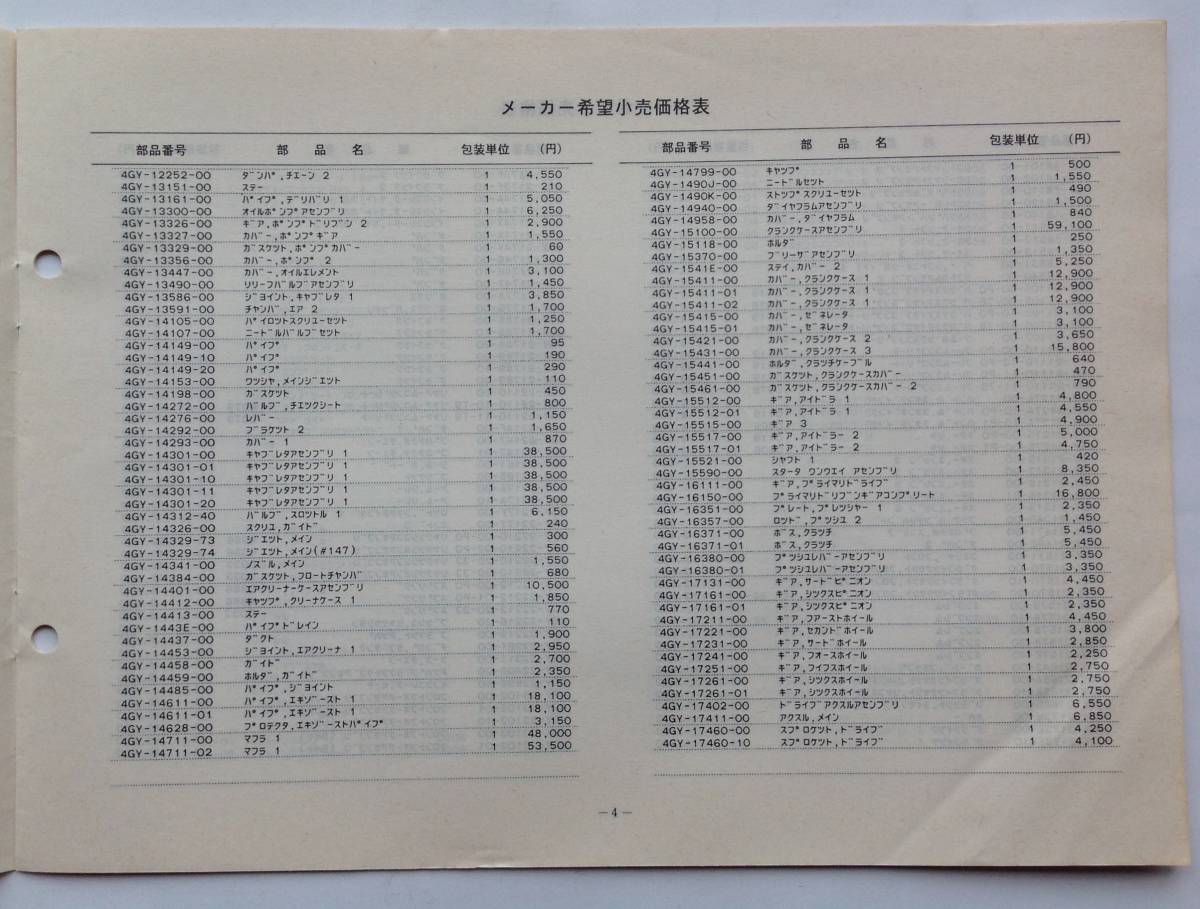 メーカー希望小売価格表
部品番号 部 品 名 包装単位 (円)
4GY-12252-00 ダンパ,チエーン 2 1 4,550
4GY-13151-00 ステー 1 210
4GY-13161-00 パイプ,デリバリ 1 1 5,050
4GY-13300-00 オイルポンプアセンブリ 1 6,250
4GY-13326-00 ギア,ポンプドリブン 2 1 2,900
4GY-13327-00 カバー,ポンプギア 1 1,550
4GY-13329-00 ガスケット,ポンプカバー 1 60
4GY-13356-00 カバー,ポンプ 2 1 1,300
4GY-13447-00 カバー,オイルエレメント 1 3,100
4GY-13490-00 リリーフバルブアセンブリ 1 1,450
4GY-13586-00 ジヨイント,キャブレタ 1 1 3,850
4GY-13591-00 チャンバ,エア 2 1 1,700
4GY-14105-00 パイロットスクリューセット 1 1,250
4GY-14107-00 ニードルバルブセット 1 1,700
4GY-14149-00 パイプ 1 95
4GY-14149-10 パイプ 1 190
4GY-14149-20 パイプ 1 290
4GY-14153-00 ワッシャ,メインジエット 1 110
4GY-14198-00 ガスケット 1 450
4GY-14272-00 バルブ,チエツクシート 1 800
4GY-14276-00 レバー 1 1,150
4GY-14292-00 ブラケット 2 1 1,650
4GY-14293-00 カバー 1 1 870
4GY-14301-00 キャブレタアセンブリ 1 1 38,500
4GY-14301-01 キャブレタアセンブリ 1 1 38,500
4GY-14301-10 キャブレタアセンブリ 1 1 38,500
4GY-14301-11 キャブレタアセンブリ 1 1 38,500
4GY-14301-20 キャブレタアセンブリ 1 1 38,500
4GY-14312-40 バルブ,スロツトル 1 1 6,150
4GY-14326-00 スクリユ,ガイド 1 240
4GY-14329-73 ジエット,メイン 1 300
4GY-14329-74 ジエット,メイン(#147) 1 560
4GY-14341-00 ノズル,メイン 1 1,550
4GY-14384-00 ガスケット,フロートチャンバ 1 680
4GY-14401-00 エアクリーナーケースアセンブリ 1 10,500
4GY-14412-00 キャップ,クリーナケース 1 1 1,850
4GY-14413-00 ステー 1 770
4GY-1443E-00 パイプドレイン 1 110
4GY-14437-00 ダクト 1 1,900
4GY-14453-00 ジヨイント,エアクリーナ 1 1 2,950
4GY-14458-00 ガイド 1 2,700
4GY-14459-00 ホルダ,ガイド 1 2,350
4GY-14485-00 パイプ,ジョイント 1 1,150
4GY-14611-00 パイプ,エキゾースト 1 1 18,100
4GY-14611-01 パイプ,エキゾースト 1 1 18,100
4GY-14628-00 プロテクタ,エキゾーストパイプ 1 3,150
4GY-14711-00 マフラ 1 1 48,000
4GY-14711-02 マフラ 1 1 53,500
部品番号 部 品 名 包装単位 (円)
4GY-14799-00 キャップ 1 500
4GY-1490J-00 ニードルセット 1 1,550
4GY-1490K-00 ストップスクリユーセット 1 490
4GY-14940-00 ダイヤフラムアセンブリ 1 1,500
4GY-14958-00 カバー,ダイヤフラム 1 840
4GY-15100-00 クランクケースアセンブリ 1 59,100
4GY-15118-00 ホルダ 1 250
4GY-15370-00 ブリーザアセンブリ 1 1,350
4GY-1541E-00 ステイ,カバー 2 1 5,250
4GY-15411-00 カバー,クランクケース 1 1 12,900
4GY-15411-01 カバー,クランクケース 1 1 12,900
4GY-15411-02 カバー,クランクケース 1 1 12,900
4GY-15415-00 カバー,ゼネレータ 1 3,100
4GY-15415-01 カバー,ゼネレータ 1 3,100
4GY-15421-00 カバー,クランクケース 2 1 3,650
4GY-15431-00 カバー,クランクケース 3 1 15,800
4GY-15441-00 ホルダ,クラッチケーブル 1 640
4GY-15451-00 ガスケット,クランクケースカバー 1 470
4GY-15461-00 ガスケット,クランクケースカバー 2 1 790
4GY-15512-00 ギア,アイドラ 1 1 4,800
4GY-15512-01 ギア,アイドラ 1 1 4,550
4GY-15515-00 ギア 3 1 4,900
4GY-15517-00 ギア,アイドラー 2 1 5,000
4GY-15517-01 ギア,アイドラー 2 1 4,750
4GY-15521-00 シャフト 1 1 420
4GY-15590-00 スタータ ワンウエイ アセンブリ 1 8,350
4GY-16111-00 ギア,プライマリドライブ 1 2,450
4GY-16150-00 プライマリドリブンギアコンプリート 1 16,800
4GY-16351-00 プレート,プレッシャー 1 1 2,350
4GY-16357-00 ロッド,プツシユ 2 1 1,450
4GY-16371-00 ボス,クラッチ 1 5,450
4GY-16371-01 ボス,クラッチ 1 5,450
4GY-16380-00 プツシユレバーアセンブリ 1 3,350
4GY-16380-01 プツシユレバーアセンブリ 1 3,350
4GY-17131-00 ギア,サードピニオン 1 4,450
4GY-17161-00 ギア,シツクスピニオン 1 2,350
4GY-17161-01 ギア,シツクスピニオン 1 2,350
4GY-17211-00 ギア,フアーストホイール 1 4,450
4GY-17221-00 ギア,セカンドホイール 1 3,800
4GY-17231-00 ギア,サードホイール 1 2,850
4GY-17241-00 ギア,フオースホイール 1 2,250
4GY-17251-00 ギア,フイフスホイール 1 2,750
4GY-17261-00 ギア,シツクスホイール 1 2,750
4GY-17261-01 ギア,シツクスホイール 1 2,750
4GY-17402-00 ドライブアクスルアセンブリ 1 6,550
4GY-17411-00 アクスル,メイン 1 6,850
4GY-17460-00 スプロケット,ドライブ 1 4,250
4GY-17460-10 スプロケット,ドライブ 1 4,100
-4-